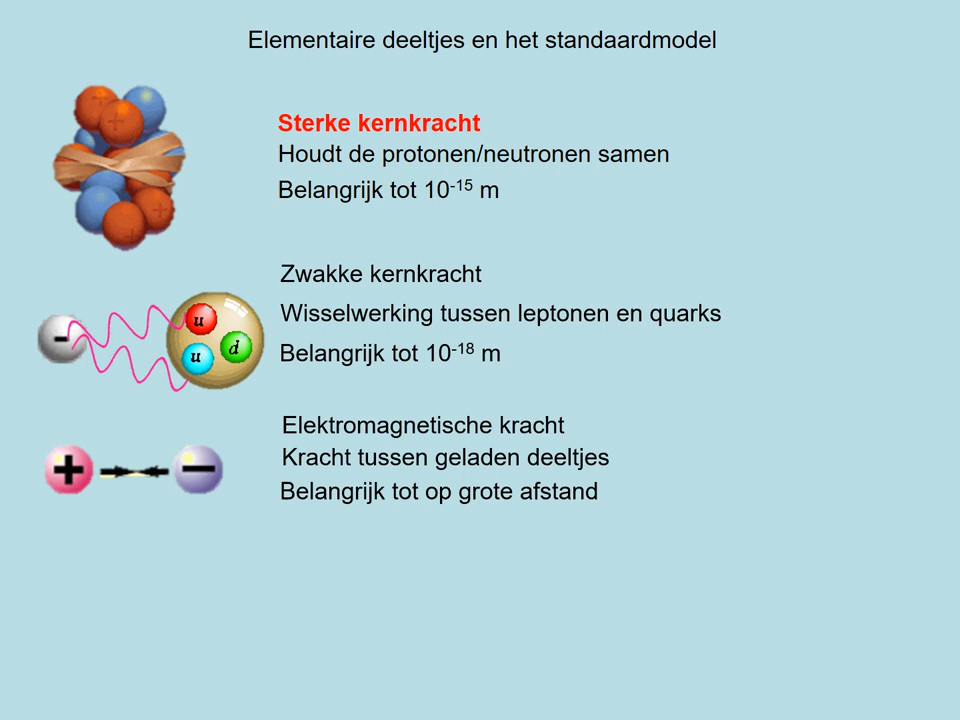 Elementaire deeltjes en het standaardmodel
Sterke kernkracht
Houdt de protonen/neutronen samen
Belangrijk tot 10⁻¹⁵ m
Zwakke kernkracht
Wisselwerking tussen leptonen en quarks
Belangrijk tot 10⁻¹⁸ m
Elektromagnetische kracht
Kracht tussen geladen deeltjes
Belangrijk tot op grote afstand
+
+
+
+
-
u
u
d
+
-